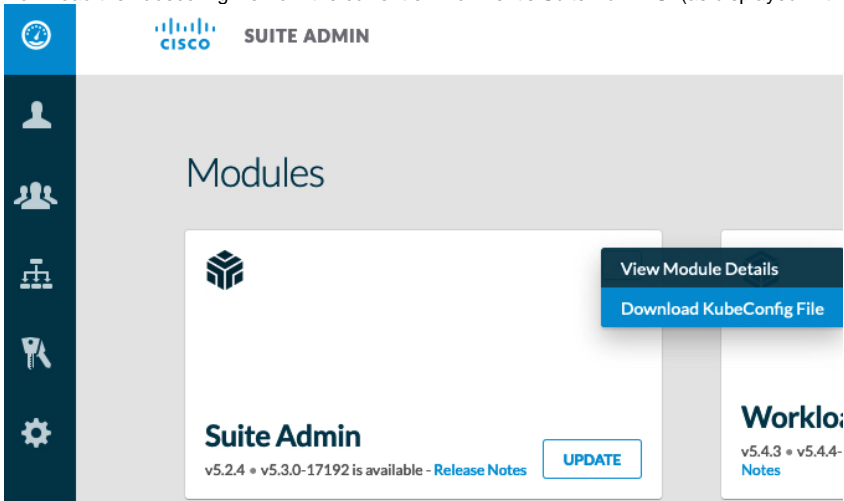 CISCO SUITE ADMIN
Modules
View Module Details
Download KubeConfig File
Suite Admin
v5.2.4 • v5.3.0-17192 is available - Release Notes
UPDATE
Workloa
v5.4.3 • v5.4.4-
Notes